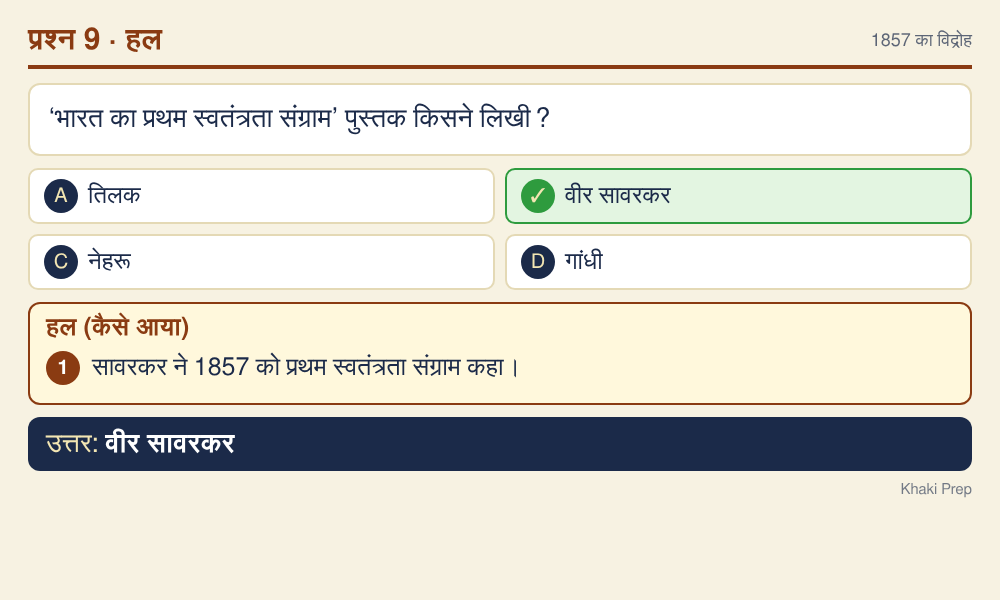 प्रश्न 9 · हल
1857 का विद्रोह
‘भारत का प्रथम स्वतंत्रता संग्राम’ पुस्तक किसने लिखी ?
A तिलक
✓ वीर सावरकर
C नेहरू
D गांधी
हल (कैसे आया)
1 सावरकर ने 1857 को प्रथम स्वतंत्रता संग्राम कहा।
उत्तर: वीर सावरकर
Khaki Prep